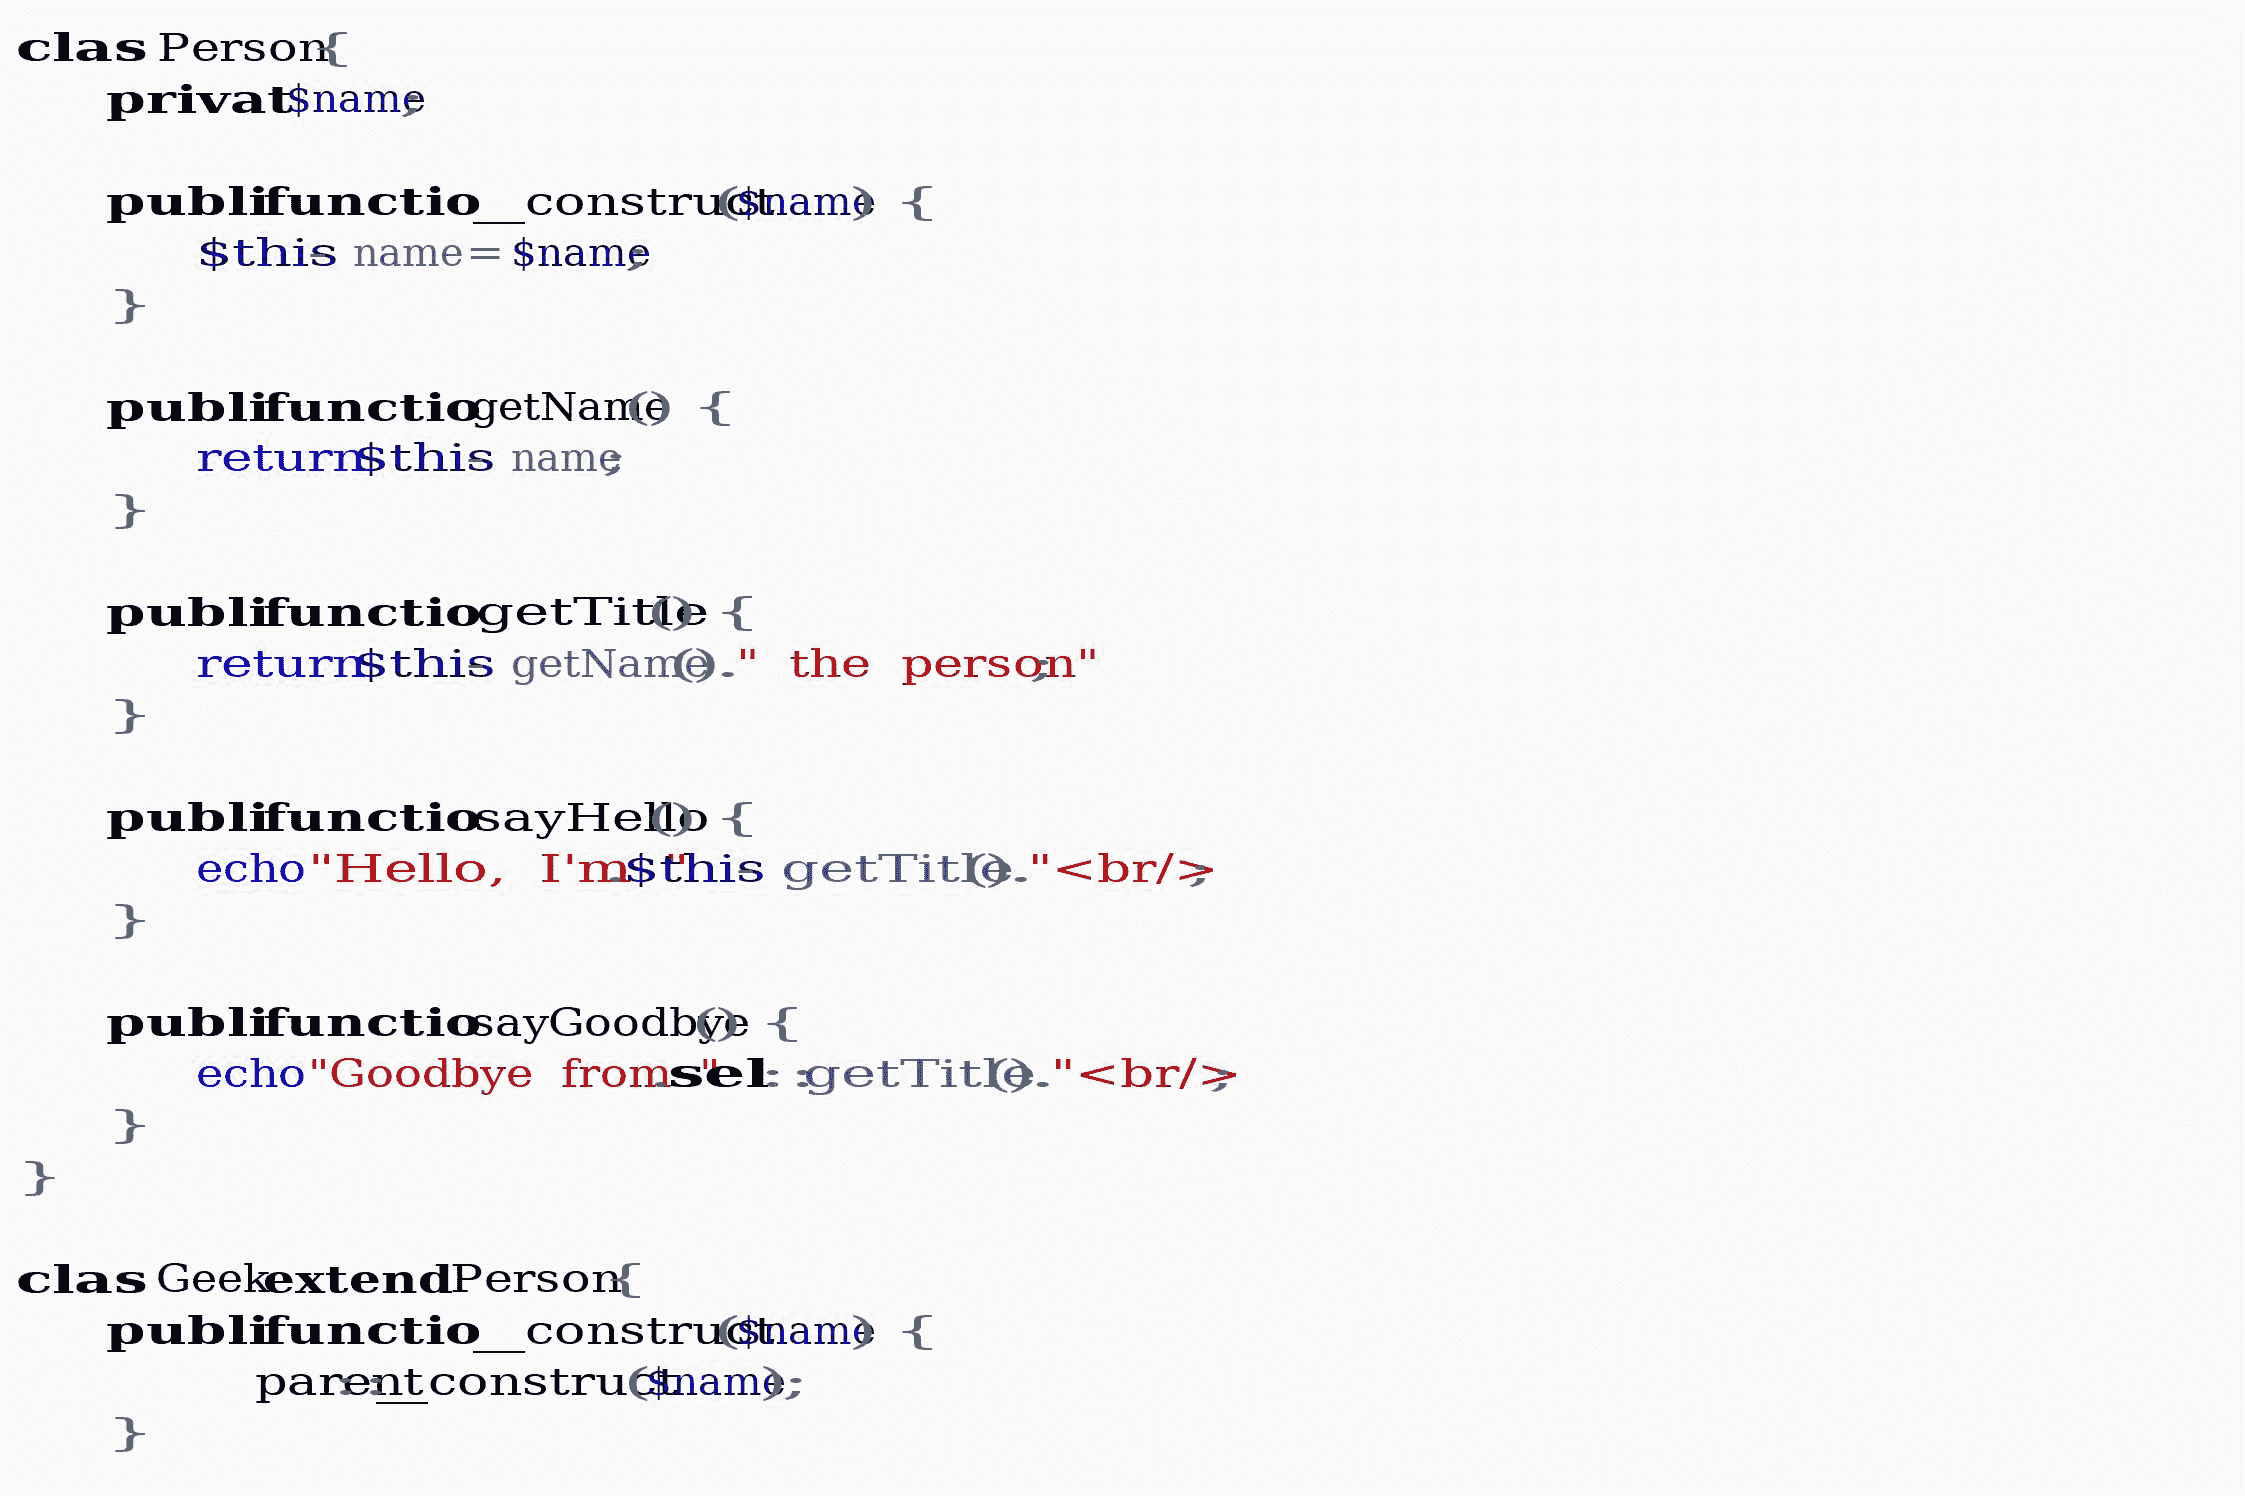 clas Person{
privat$name;
publifunctio__construct($name) {
$this- name=$name;
}
publifunctiogetName() {
return$this- name;
}
publifunctiogetTitle() {
return$this- getName()." the person";
}
publifunctiosayHello() {
echo"Hello, I'm ".$this- getTitle()."<br/>;
}
publifunctiosayGoodbye() {
echo"Goodbye from ".sel::getTitle()."<br/>;
}
}
clas Geekextend Person{
publifunctio__construct($name) {
parent::__construct($name);
}